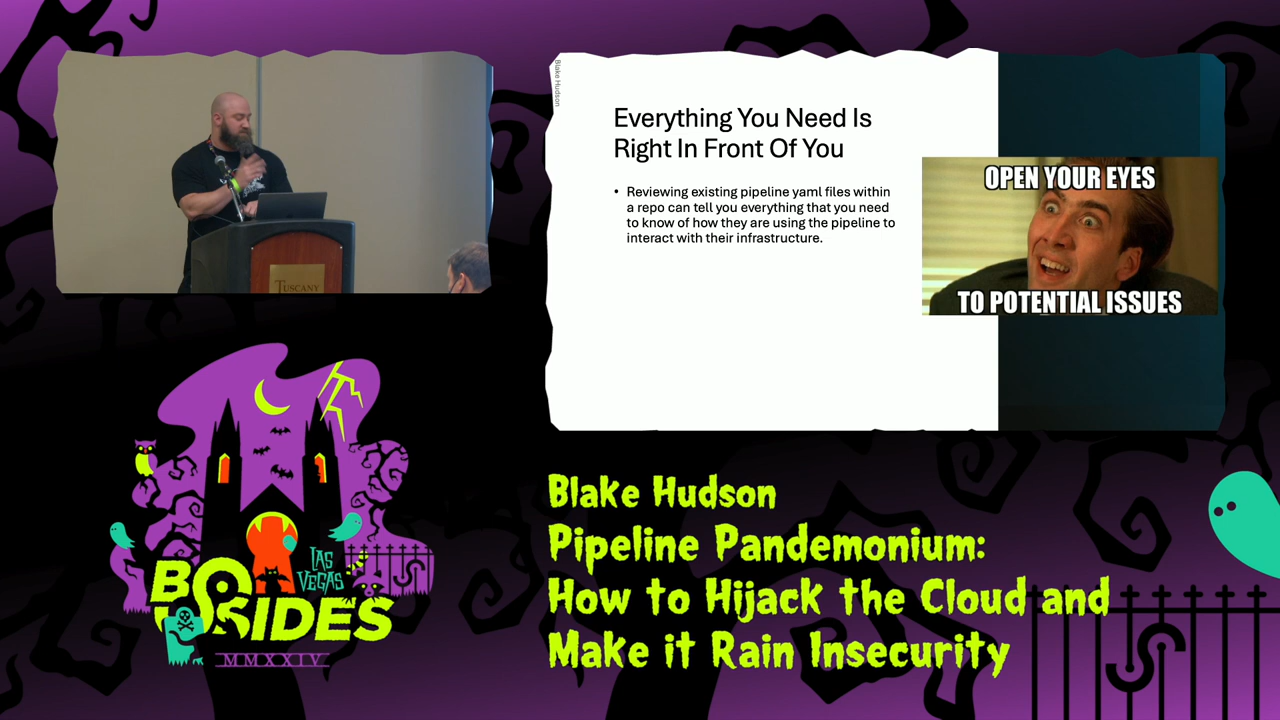 TUSCANY
Blake Hudson
Everything You Need Is
Right In Front Of You
• Reviewing existing pipeline yaml files within
a repo can tell you everything that you need
to know of how they are using the pipeline to
interact with their infrastructure.
OPEN YOUR EYES
TO POTENTIAL ISSUES
LAS
VEGAS
BSIDES
MMXXIV
Blake Hudson
Pipeline Pandemonium:
How to Hijack the Cloud and
Make it Rain Insecurity